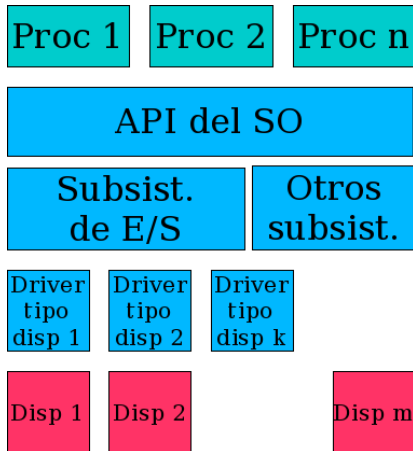 Proc 1
Proc 2
Proc n
API del SO
Subsist.
de E/S
Otros
subsist.
Driver
tipo
disp 1
Driver
tipo
disp 2
Driver
tipo
disp k
Disp 1
Disp 2
Disp m